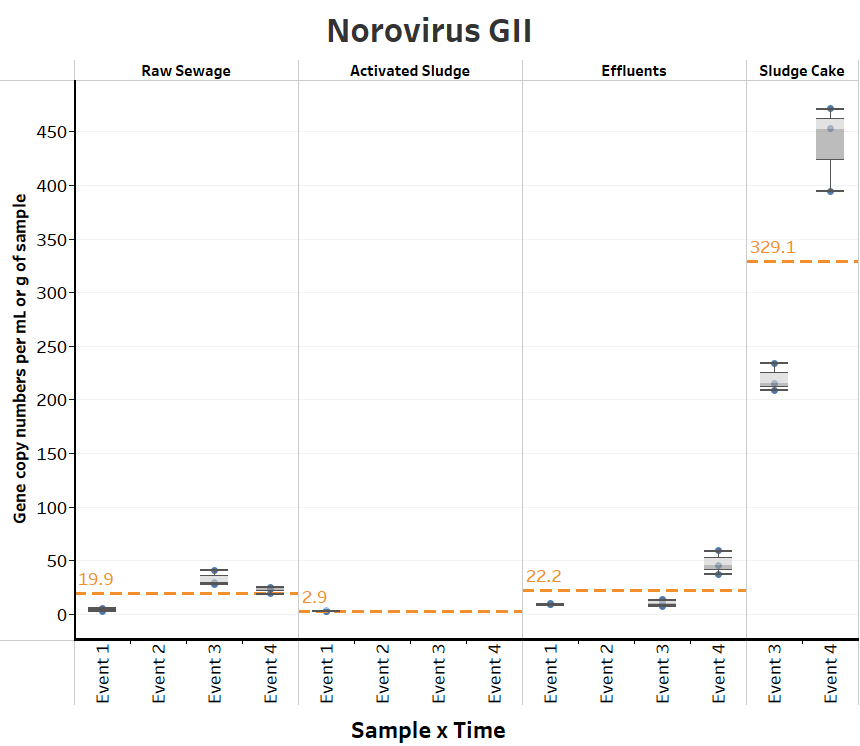 Norovirus GII
Raw Sewage
Activated Sludge
Effluents
Sludge Cake
Gene copy numbers per mL or g of sample
450
400
350
300
250
200
150
100
50
0
19.9
2.9
22.2
329.1
Event 1
Event 2
Event 3
Event 4
Event 1
Event 2
Event 3
Event 4
Event 1
Event 2
Event 3
Event 4
Event 3
Event 4
Sample x Time